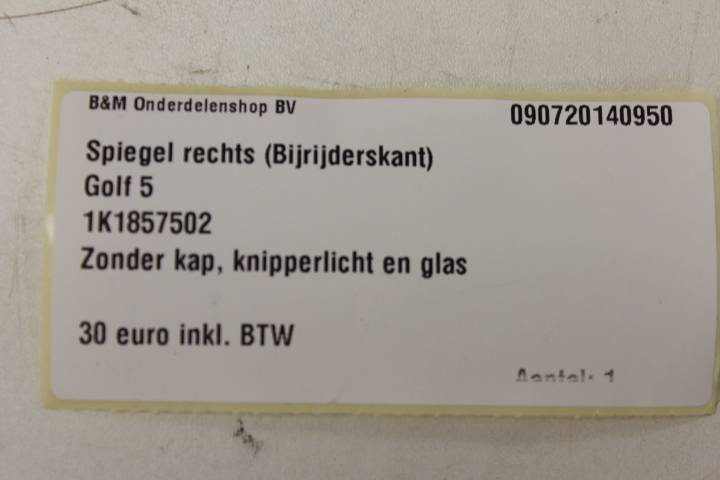 B&M Onderdelenshop BV
090720140950
Spiegel rechts (Bijrijderskant)
Golf 5
1K1857502
Zonder kap, knipperlicht en glas
30 euro inkl. BTW
Aantal: 1